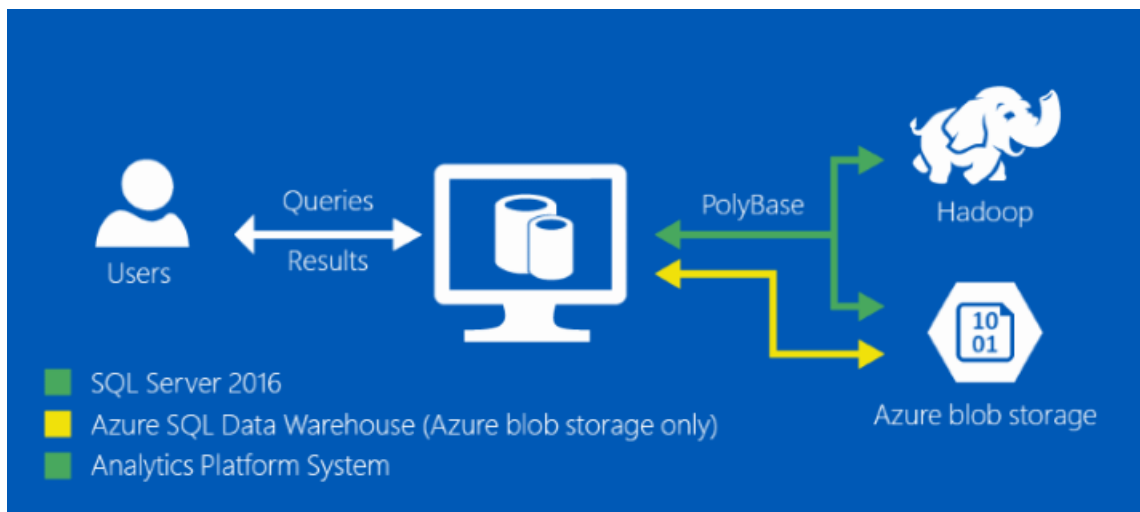 Queries
Results
Users
PolyBase
Hadoop
10
01
Azure blob storage
SQL Server 2016
Azure SQL Data Warehouse (Azure blob storage only)
Analytics Platform System